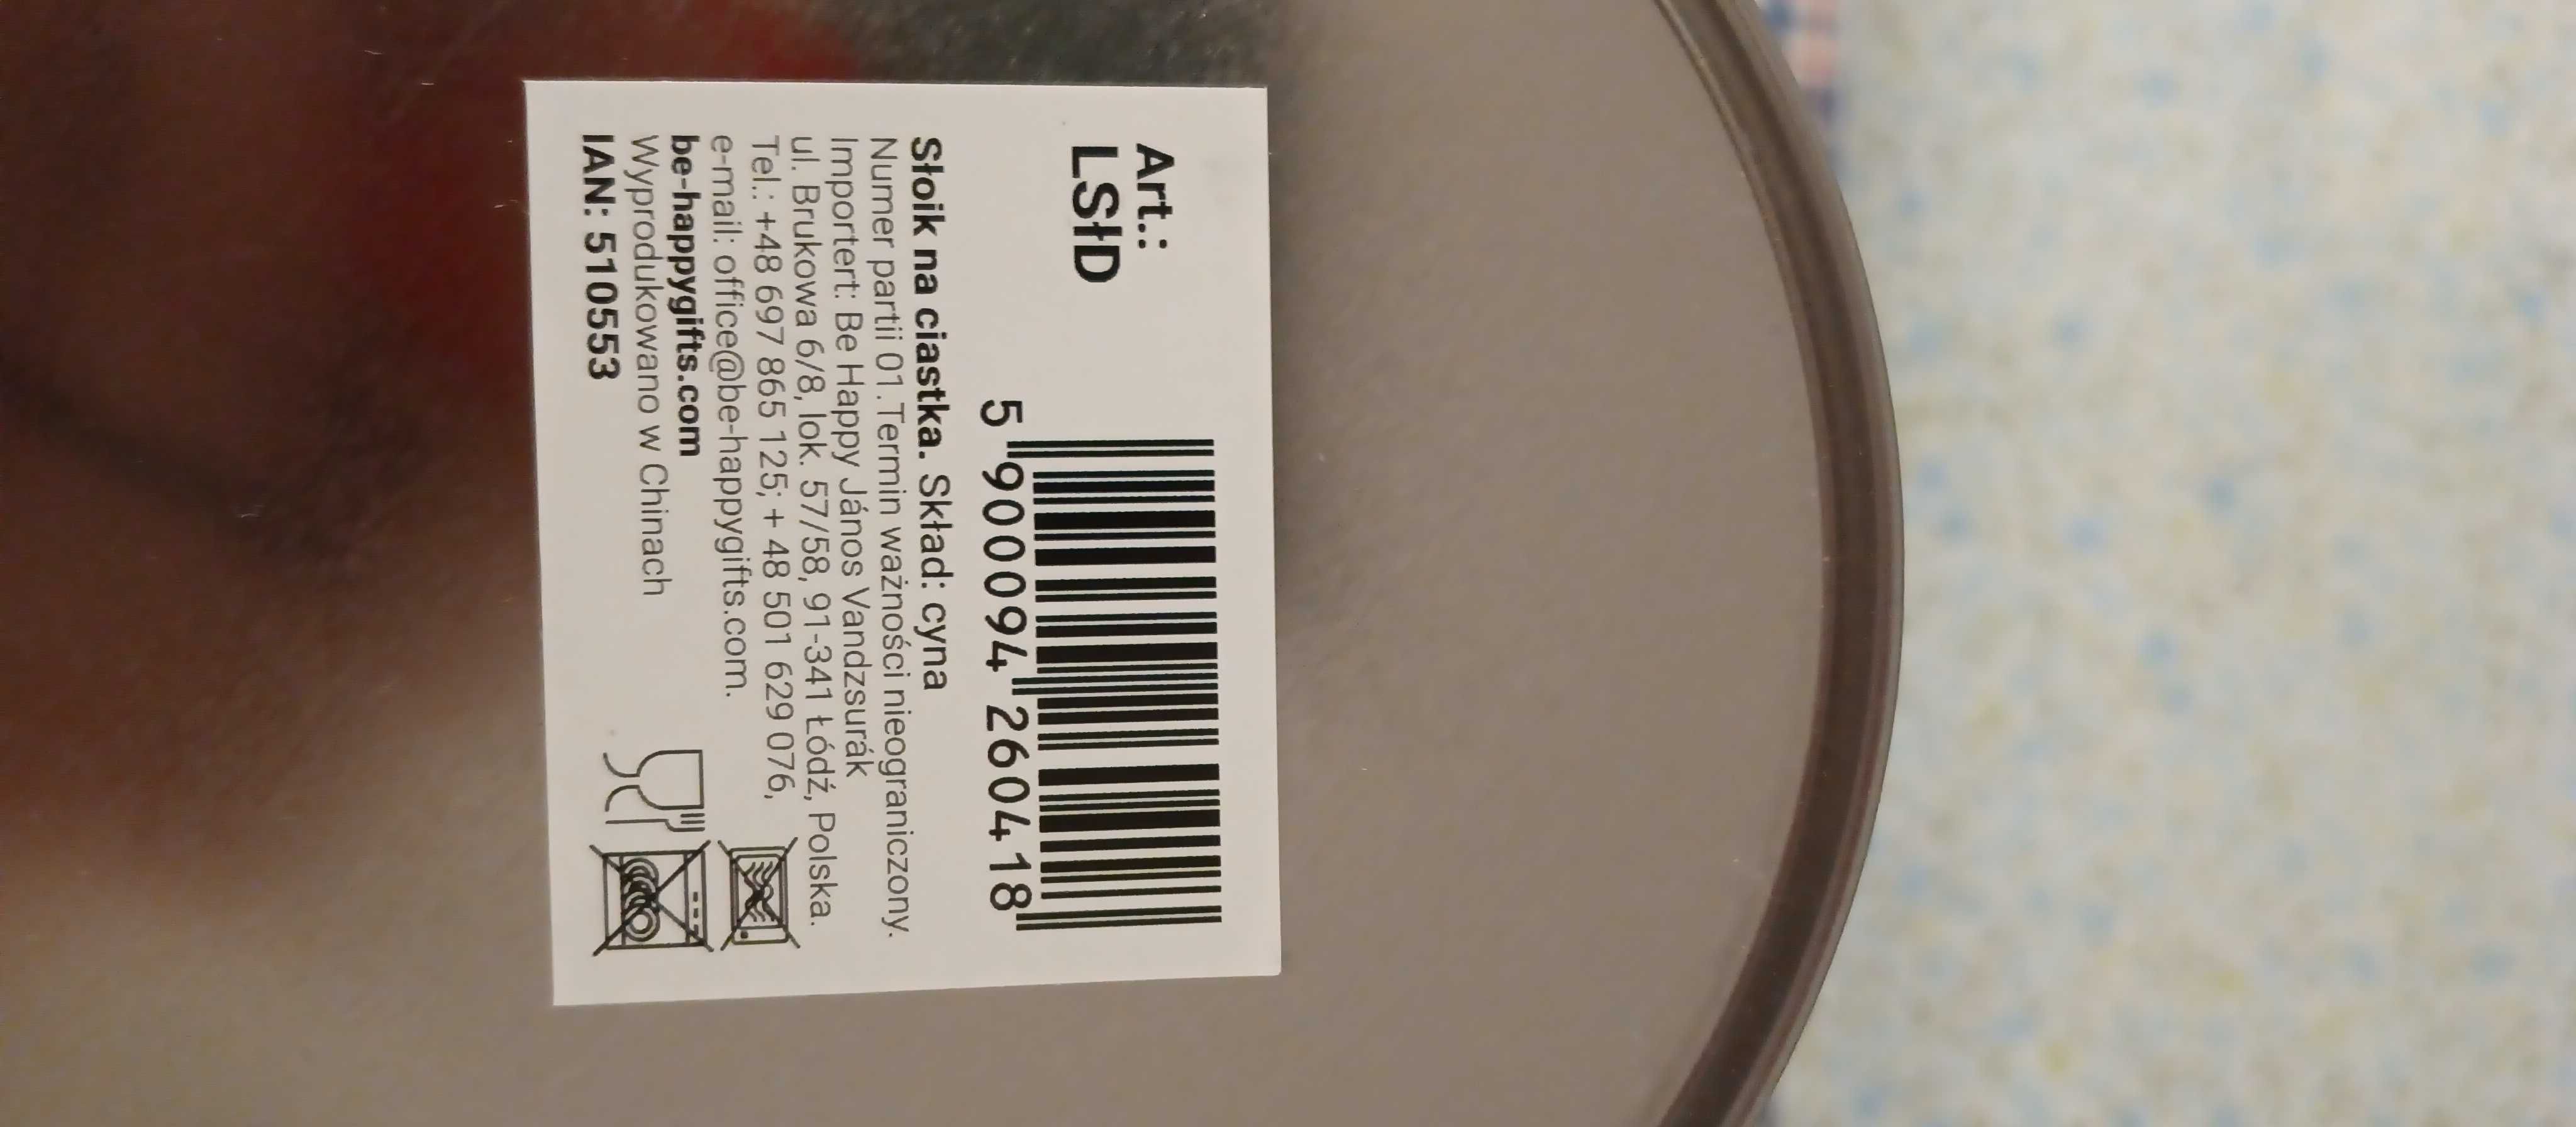 Art.:
LSłD
5 900094 260418
Słoik na ciastka. Skład: cyna
Numer partii 01.Termin ważności nieograniczony.
Importert: Be Happy János Vandzsurák
ul. Brukowa 6/8, lok. 57/58, 91-341 Łódź, Polska.
Tel.: +48 697 865 125; + 48 501 629 076,
e-mail: office@be-happygifts.com.
be-happygifts.com
Wyprodukowano w Chinach
IAN: 510553